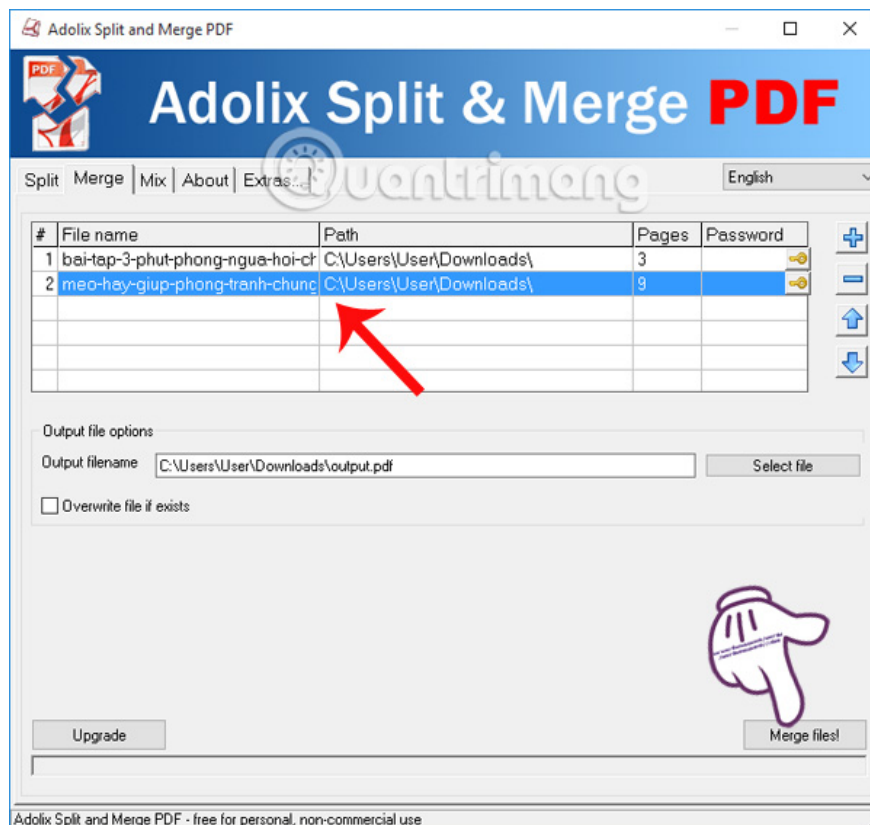 Adolix Split and Merge PDF
PDF
Adolix Split & Merge PDF
Quantrimang
Split Merge Mix About Extras... English
# File name Path Pages Password
1 bai-tap-3-phut-phong-ngua-hoi-ch C:\Users\User\Downloads\ 3
2 meo-hay-giup-phong-tranh-chung C:\Users\User\Downloads\ 9
Output file options
Output filename C:\Users\User\Downloads\output.pdf Select file
Overwrite file if exists
Upgrade Merge files!
Adolix Split and Merge PDF - free for personal, non-commercial use